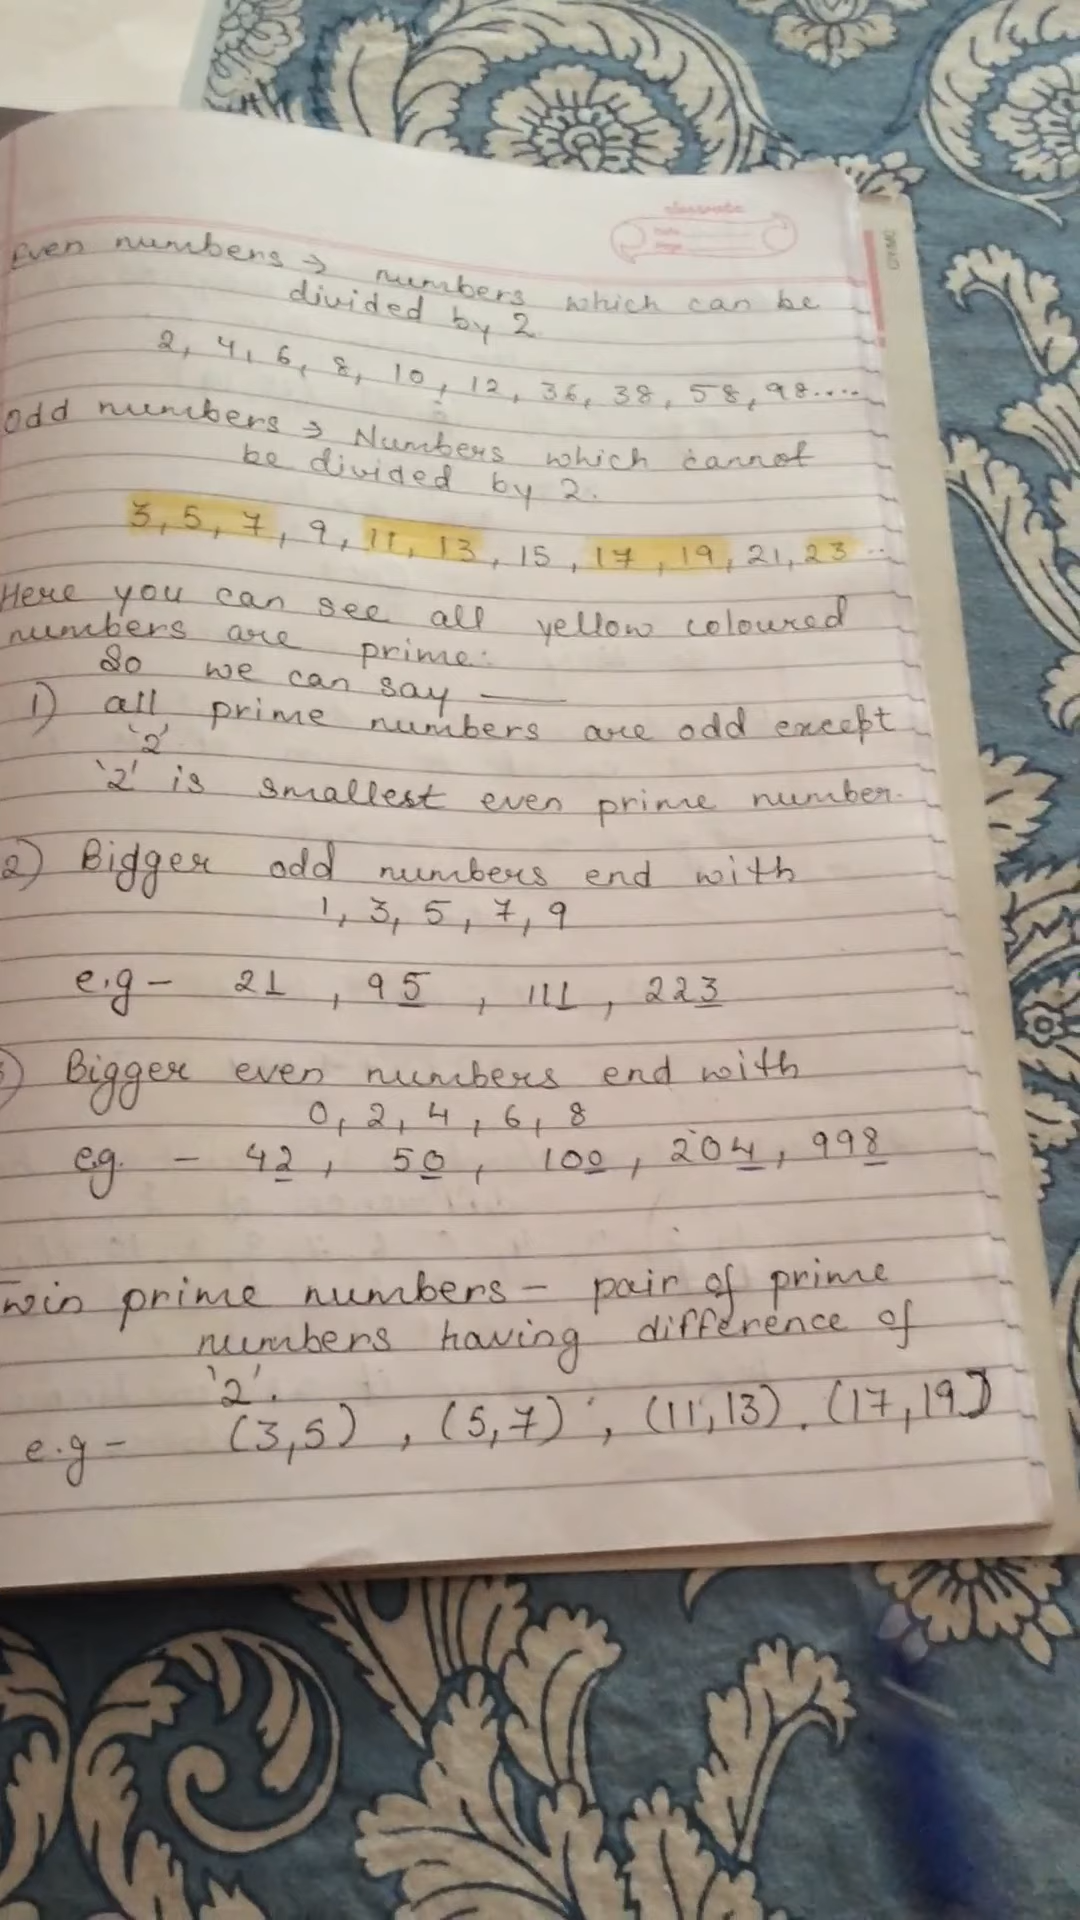 classmate
Date
Page
Even numbers → numbers which can be
divided by 2
2, 4, 6, 8, 10, 12, 36, 38, 58, 98....
Odd numbers → Numbers which cannot
be divided by 2.
3, 5, 7, 9, 11, 13, 15, 17, 19, 21, 23 ..
Here you can see all yellow coloured
numbers are prime.
So we can say —
1) all prime numbers are odd except
'2'
'2' is smallest even prime number.
2) Bigger odd numbers end with
1, 3, 5, 7, 9
e.g - 21, 95, 111, 223
) Bigger even numbers end with
0, 2, 4, 6, 8
eg. - 42, 50, 100, 204, 998
win prime numbers - pair of prime
numbers having difference of
'2'.
e.g - (3,5), (5,7), (11,13), (17,19)